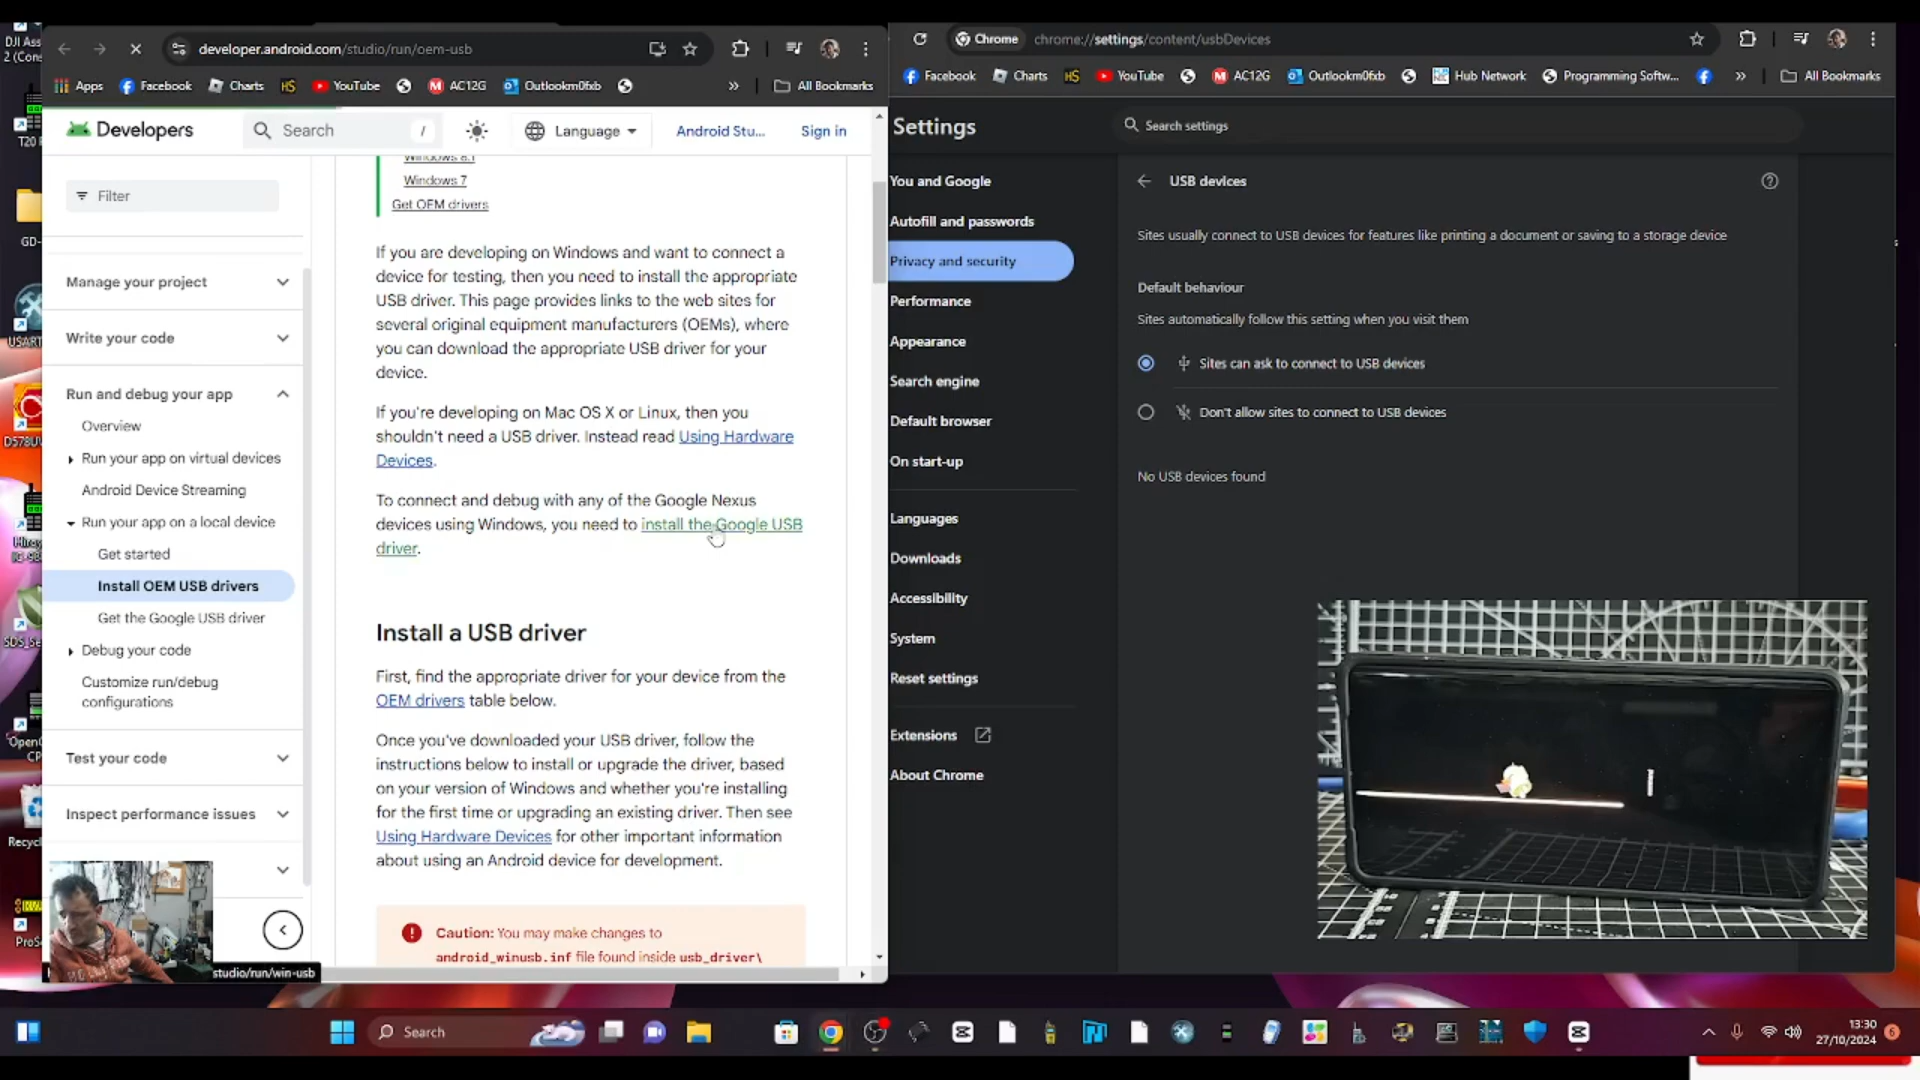 DJI Ass
2 (Cons
developer.android.com/studio/run/oem-usb
Apps
Facebook
Charts
HS
YouTube
AC12G
Outlookm0fxb
»
All Bookmarks
Developers
Search
/
Language
Android Stu...
Sign in
T20
Filter
GD-
Manage your project
Write your code
USART
Run and debug your app
Overview
D578UV
Run your app on virtual devices
Android Device Streaming
Run your app on a local device
Get started
Install OEM USB drivers
Get the Google USB driver
Debug your code
Customize run/debug
configurations
Test your code
Inspect performance issues
Recycl
studio/run/win-usb
Windows 8.1
Windows 7
Get OEM drivers
If you are developing on Windows and want to connect a
device for testing, then you need to install the appropriate
USB driver. This page provides links to the web sites for
several original equipment manufacturers (OEMs), where
you can download the appropriate USB driver for your
device.
If you're developing on Mac OS X or Linux, then you
shouldn't need a USB driver. Instead read Using Hardware
Devices.
To connect and debug with any of the Google Nexus
devices using Windows, you need to install the Google USB
driver.
Install a USB driver
First, find the appropriate driver for your device from the
OEM drivers table below.
Once you've downloaded your USB driver, follow the
instructions below to install or upgrade the driver, based
on your version of Windows and whether you're installing
for the first time or upgrading an existing driver. Then see
Using Hardware Devices for other important information
about using an Android device for development.
Caution: You may make changes to
android_winusb.inf file found inside usb_driver\
Chrome
chrome://settings/content/usbDevices
Facebook
Charts
HS
YouTube
AC12G
Outlookm0fxb
Hub Network
Programming Softw...
»
All Bookmarks
Settings
Search settings
You and Google
Autofill and passwords
Privacy and security
Performance
Appearance
Search engine
Default browser
On start-up
Languages
Downloads
Accessibility
System
Reset settings
Extensions
About Chrome
USB devices
Sites usually connect to USB devices for features like printing a document or saving to a storage device
Default behaviour
Sites automatically follow this setting when you visit them
Sites can ask to connect to USB devices
Don't allow sites to connect to USB devices
No USB devices found
Search
13:30
27/10/2024
6